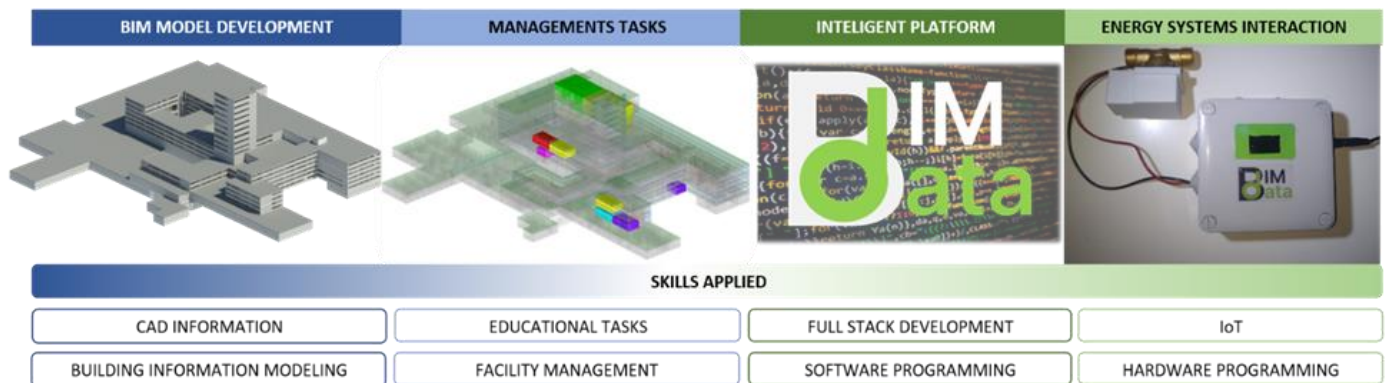 BIM MODEL DEVELOPMENT
MANAGEMENTS TASKS
INTELIGENT PLATFORM
ENERGY SYSTEMS INTERACTION
BIM
data
BIM
data
SKILLS APPLIED
CAD INFORMATION
EDUCATIONAL TASKS
FULL STACK DEVELOPMENT
IoT
BUILDING INFORMATION MODELING
FACILITY MANAGEMENT
SOFTWARE PROGRAMMING
HARDWARE PROGRAMMING